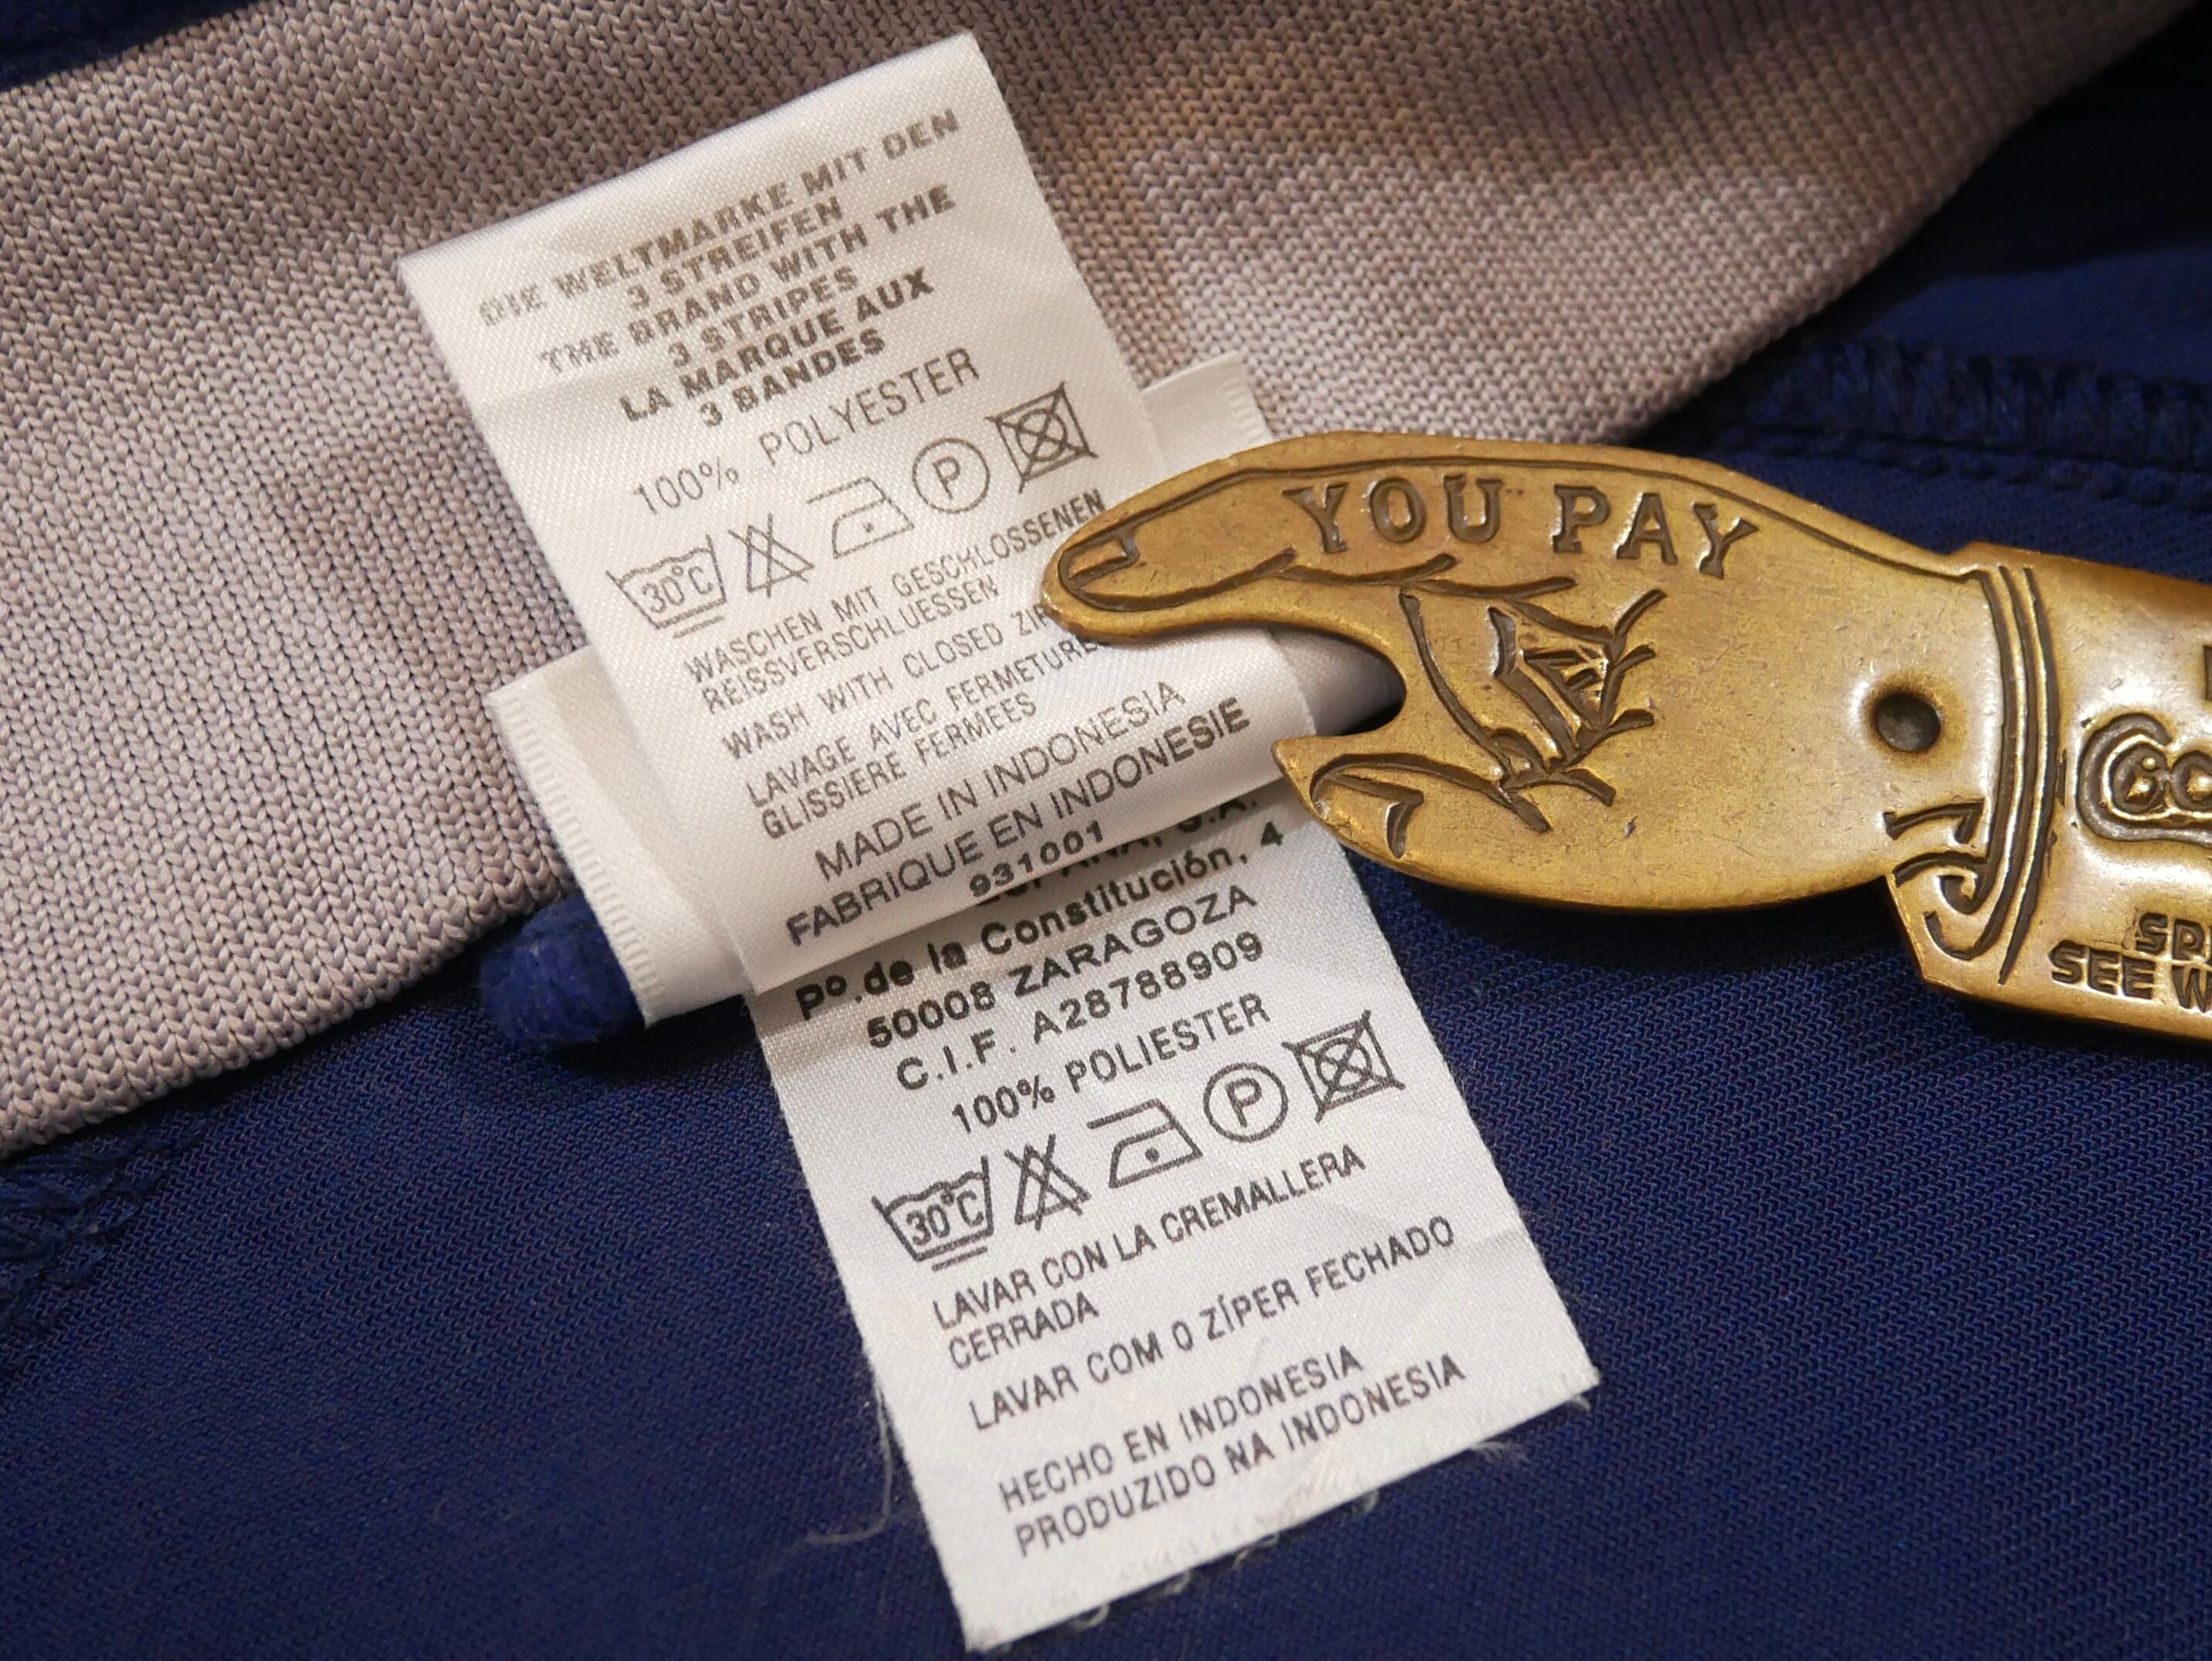 DIE WELTMARKE MIT DEN
3 STREIFEN
THE BRAND WITH THE
3 STRIPES
LA MARQUE AUX
3 BANDES
100% POLYESTER
30°C P
WASCHEN MIT GESCHLOSSENEN
REISSVERSCHLUESSEN
WASH WITH CLOSED
LAVAGE AVEC FERMETURE
GLISSIERE FERMEES
MADE IN INDONESIA
FABRIQUE EN INDONESIE
931001
Pº.de la Constitución, 4
50008 ZARAGOZA
C.I.F. A28788909
100% POLIESTER
30°C P
LAVAR CON LA CREMALLERA
CERRADA
LAVAR COM O ZÍPER FECHADO
HECHO EN INDONESIA
PRODUZIDO NA INDONESIA
YOU PAY
SEE